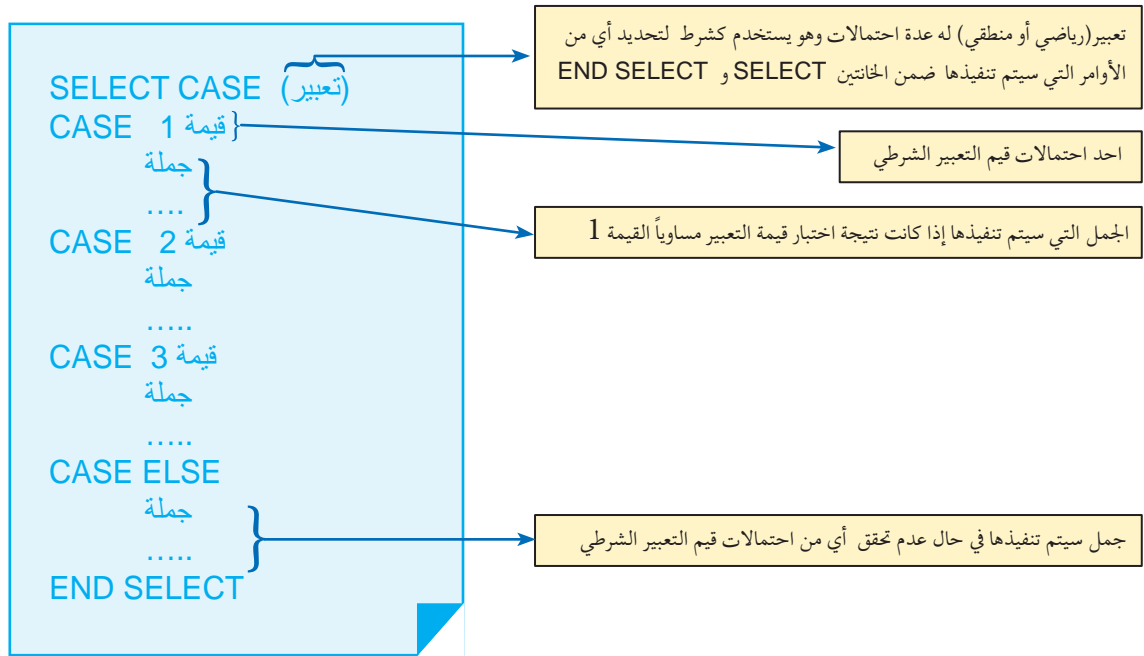 SELECT CASE (تعبير)
CASE 1 قيمة
جملة
....
CASE 2 قيمة
جملة
.....
CASE 3 قيمة
جملة
.....
CASE ELSE
جملة
.....
END SELECT
تعبير(رياضي أو منطقي) له عدة احتمالات وهو يستخدم كشرط لتحديد أي من
الأوامر التي سيتم تنفيذها ضمن الخانتين SELECT و END SELECT
احد احتمالات قيم التعبير الشرطي
الجمل التي سيتم تنفيذها إذا كانت نتيجة اختبار قيمة التعبير مساوياً القيمة 1
جمل سيتم تنفيذها في حال عدم تحقق أي من احتمالات قيم التعبير الشرطي